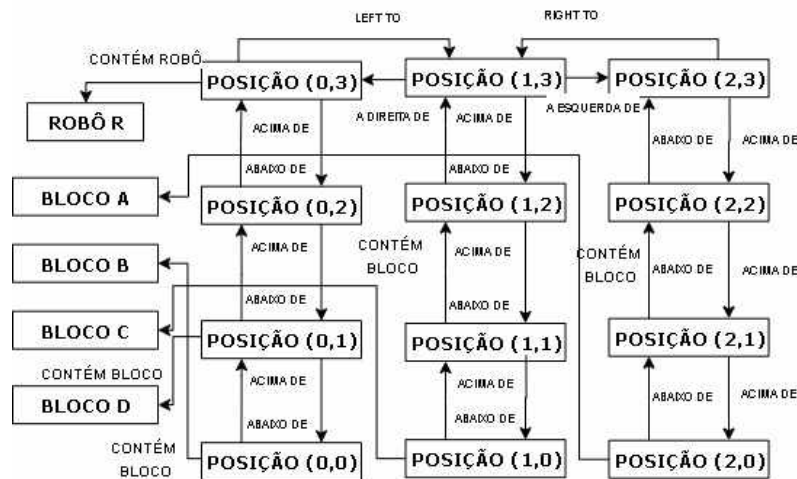 LEFT TO
RIGHT TO
CONTÉM ROBÔ
POSIÇÃO (0,3)
POSIÇÃO (1,3)
POSIÇÃO (2,3)
ROBÔ R
ACIMA DE
A DIREITA DE
ACIMA DE
A ESQUERDA DE
ACIMA DE
ABAIXO DE
ABAIXO DE
ABAIXO DE
BLOCO A
POSIÇÃO (0,2)
POSIÇÃO (1,2)
POSIÇÃO (2,2)
BLOCO B
ACIMA DE
CONTÉM
BLOCO
ACIMA DE
CONTÉM
BLOCO
ABAIXO DE
ACIMA DE
ABAIXO DE
ABAIXO DE
BLOCO C
POSIÇÃO (0,1)
POSIÇÃO (1,1)
POSIÇÃO (2,1)
CONTÉM BLOCO
ACIMA DE
ACIMA DE
BLOCO D
ABAIXO DE
ABAIXO DE
ABAIXO DE
ACIMA DE
CONTÉM
BLOCO
POSIÇÃO (0,0)
POSIÇÃO (1,0)
POSIÇÃO (2,0)